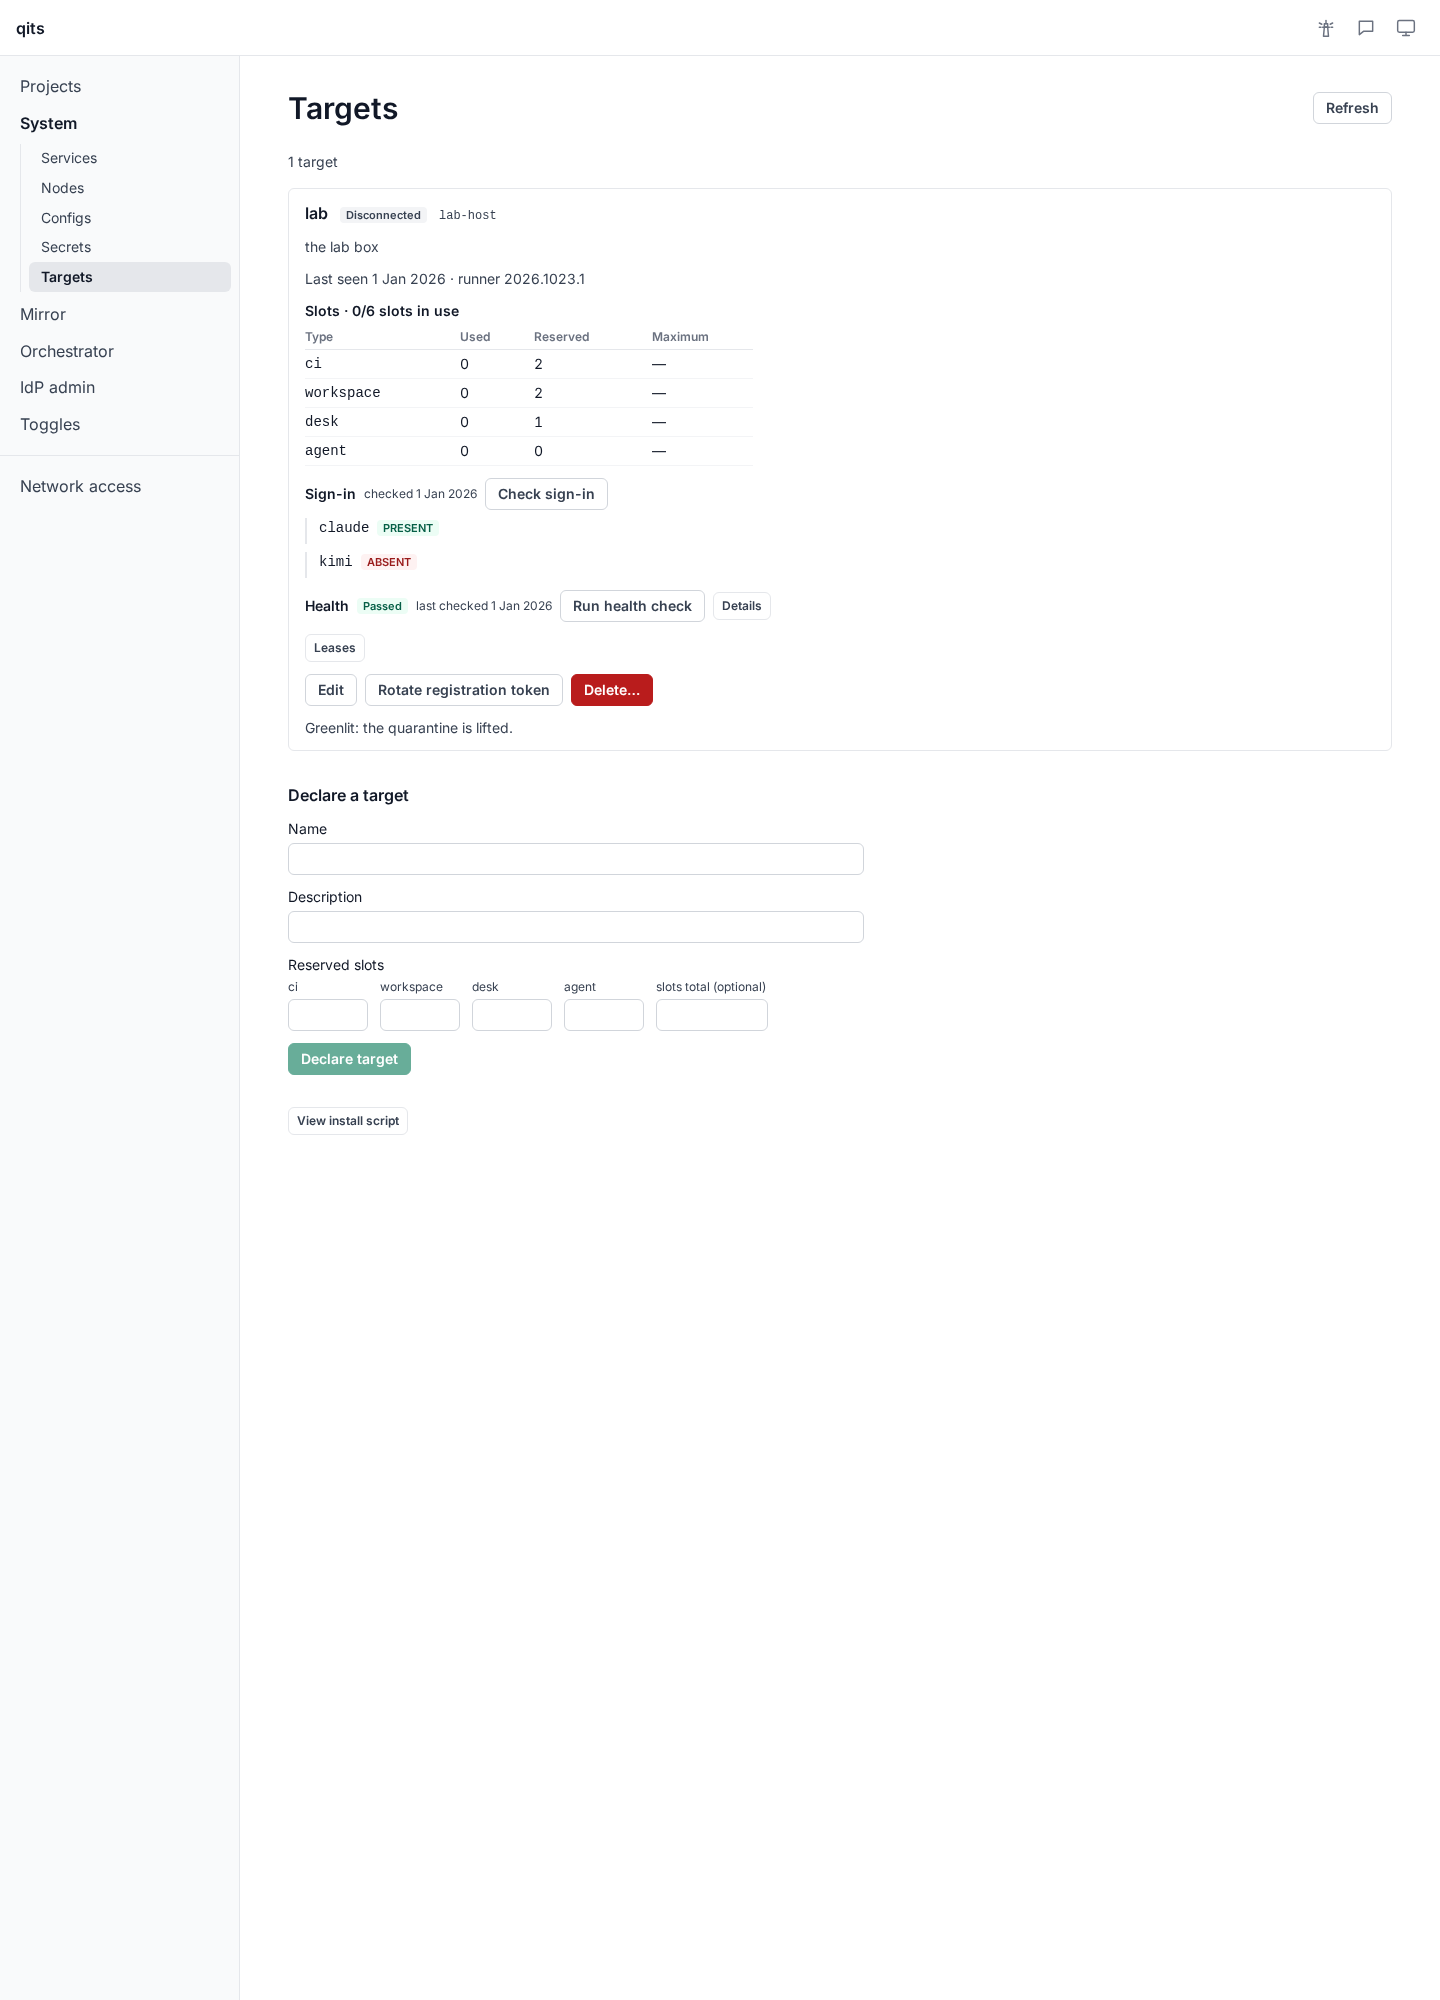 qits
Projects
System
Services
Nodes
Configs
Secrets
Targets
Mirror
Orchestrator
IdP admin
Toggles
Network access
Targets
Refresh
1 target
lab Disconnected lab-host
the lab box
Last seen 1 Jan 2026 · runner 2026.1023.1
Slots · 0/6 slots in use
Type Used Reserved Maximum
ci 0 2 —
workspace 0 2 —
desk 0 1 —
agent 0 0 —
Sign-in checked 1 Jan 2026 Check sign-in
claude PRESENT
kimi ABSENT
Health Passed last checked 1 Jan 2026 Run health check Details
Leases
Edit Rotate registration token Delete...
Greenlit: the quarantine is lifted.
Declare a target
Name
Description
Reserved slots
ci workspace desk agent slots total (optional)
Declare target
View install script